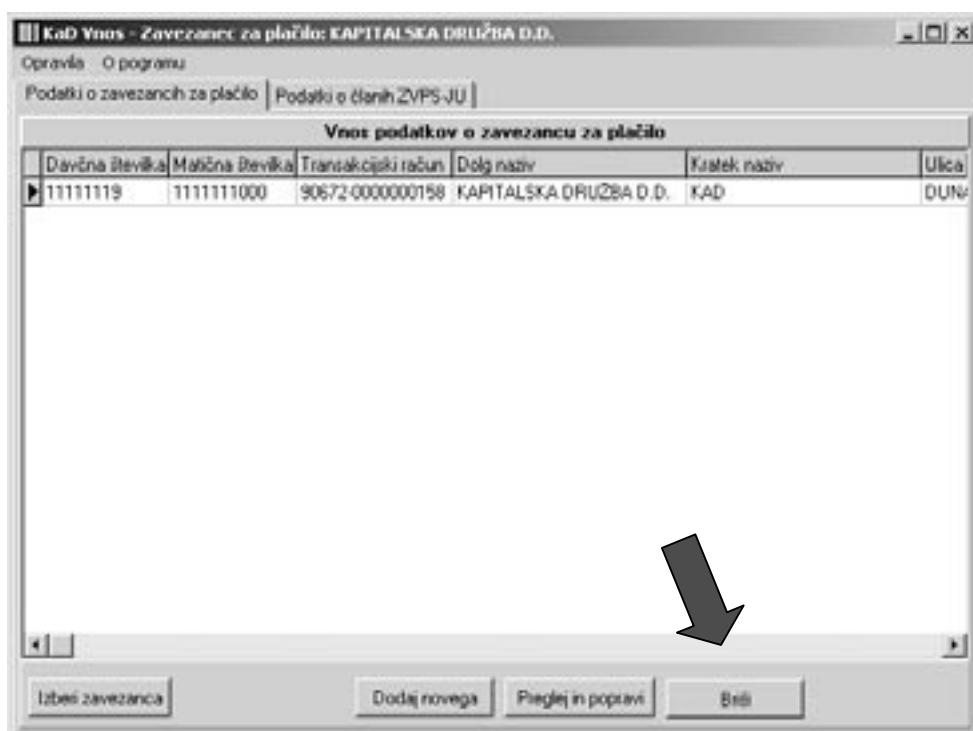 KaD Vnos - Zavezanec za plačilo: KAPITALSKA DRUŽBA D.D.
Opravila O pogramu
Podatki o zavezancih za plačilo Podatki o članih ZVPS-JU
Vnos podatkov o zavezancu za plačilo
Davčna številka Matična številka Transakcijski račun Dolg naziv Kratek naziv Ulica
11111119 1111111000 90672-0000000158 KAPITALSKA DRUŽBA D.D. KAD DUNA
Izberi zavezanca Dodaj novega Preglej in popravi Briši